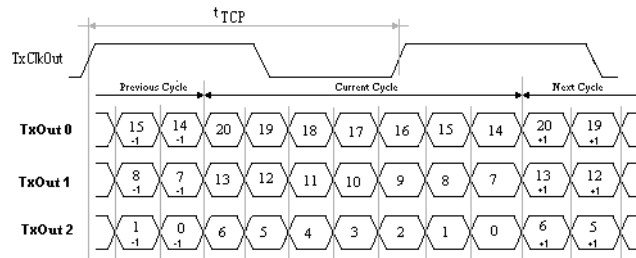 t TCP
TxClkOut
Previous Cycle Current Cycle Next Cycle
TxOut 0 15 -1 14 -1 20 19 18 17 16 15 14 20 +1 19 +1
TxOut 1 8 -1 7 -1 13 12 11 10 9 8 7 13 +1 12 +1
TxOut 2 1 -1 0 -1 6 5 4 3 2 1 0 6 +1 5 +1